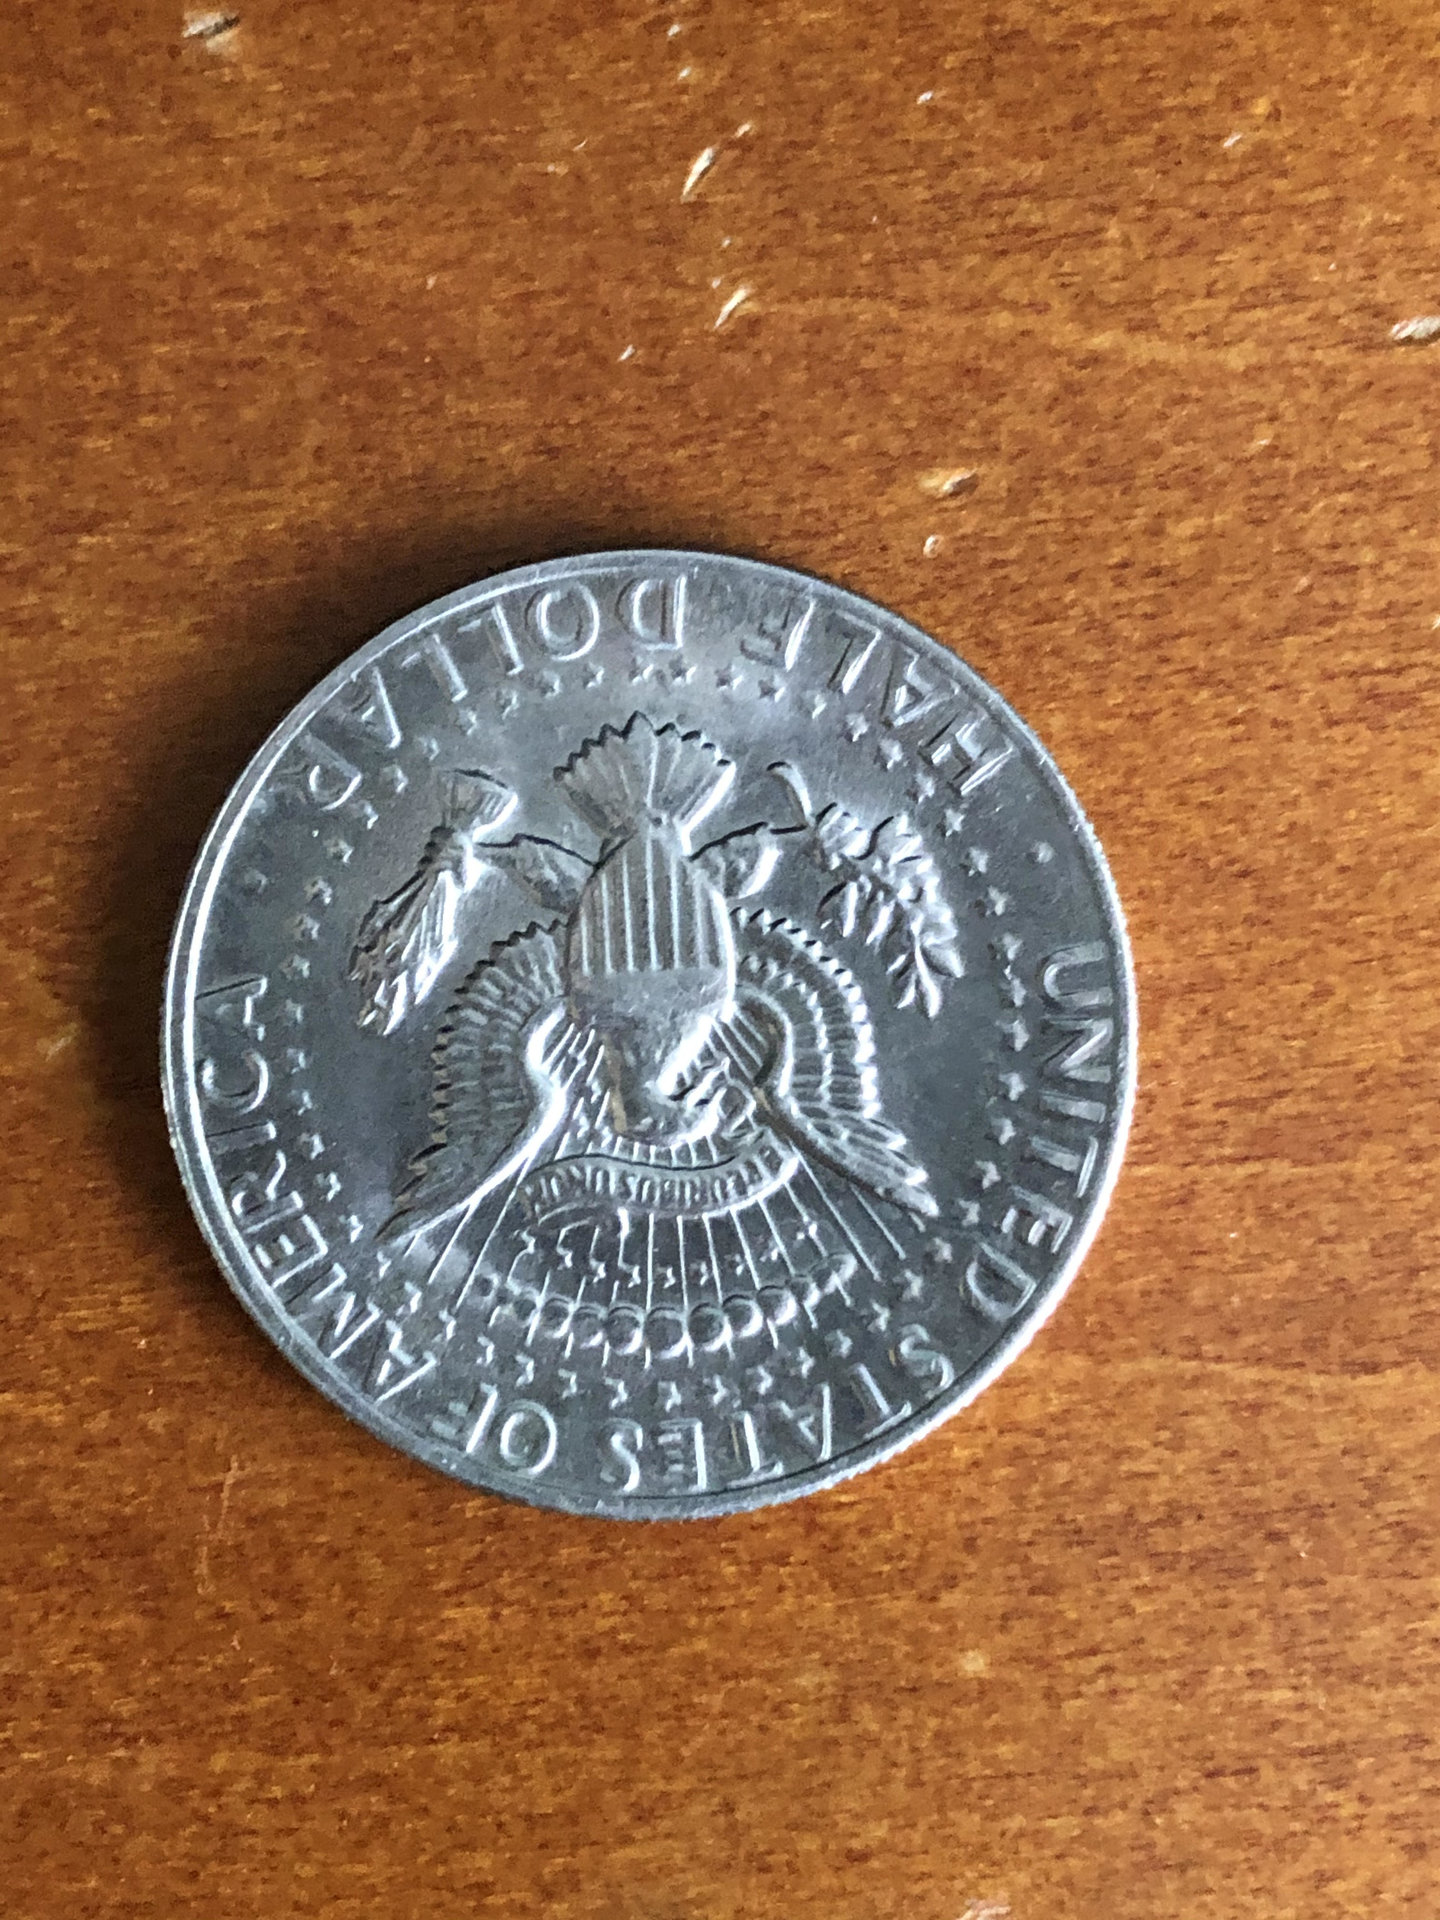 UNITED STATES OF AMERICA
E PLURIBUS UNUM
HALF DOLLAR